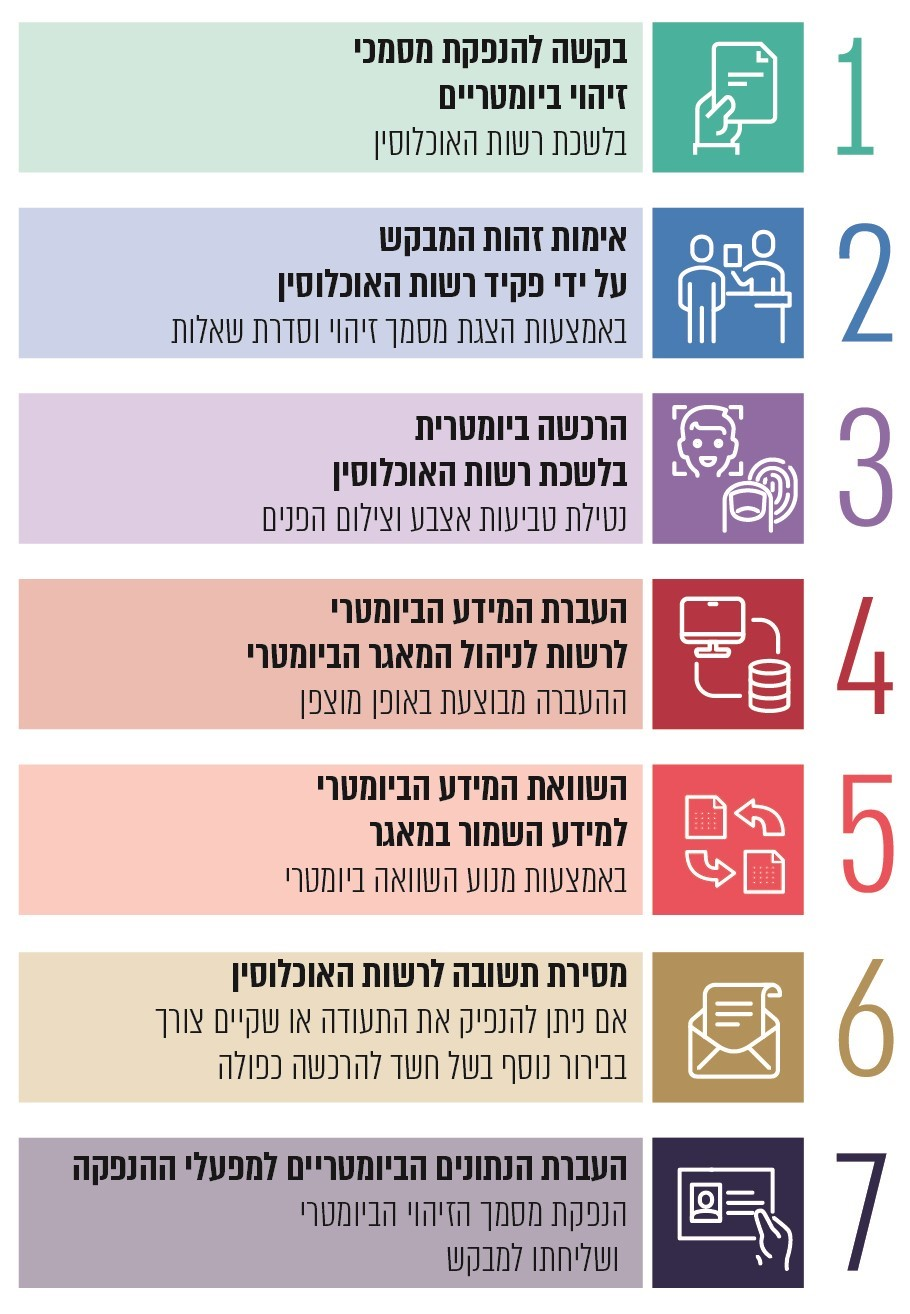 1
בקשה להנפקת מסמכי
זיהוי ביומטריים
בלשכת רשות האוכלוסין
2
אימות זהות המבקש
על ידי פקיד רשות האוכלוסין
באמצעות הצגת מסמך זיהוי וסדרת שאלות
3
הרכשה ביומטרית
בלשכת רשות האוכלוסין
נטילת טביעות אצבע וצילום הפנים
4
העברת המידע הביומטרי
לרשות לניהול המאגר הביומטרי
ההעברה מבוצעת באופן מוצפן
5
השוואת המידע הביומטרי
למידע השמור במאגר
באמצעות מנוע השוואה ביומטרי
6
מסירת תשובה לרשות האוכלוסין
אם ניתן להנפיק את התעודה או שקיים צורך
בבירור נוסף בשל חשד להרכשה כפולה
7
העברת הנתונים הביומטריים למפעלי ההנפקה
הנפקת מסמך הזיהוי הביומטרי
ושליחתו למבקש